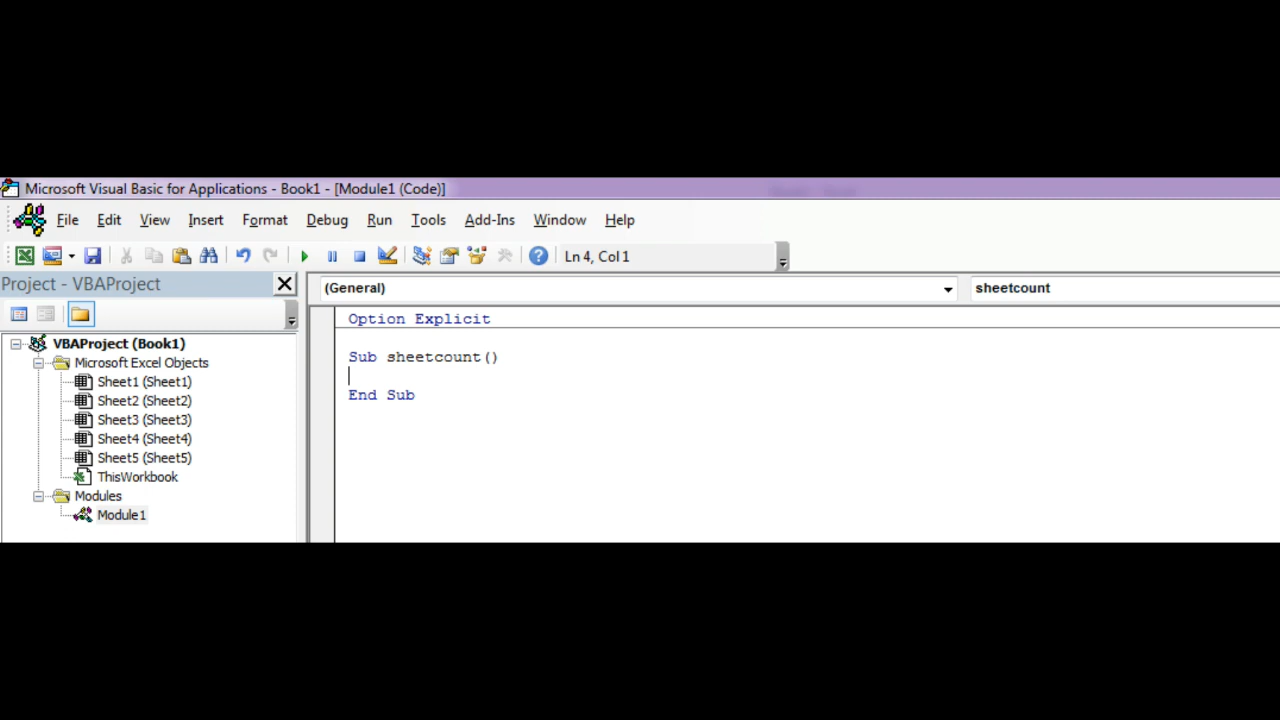 Microsoft Visual Basic for Applications - Book1 - [Module1 (Code)]
File Edit View Insert Format Debug Run Tools Add-Ins Window Help
Ln 4, Col 1
Project - VBAProject
(General) sheetcount
VBAProject (Book1)
Microsoft Excel Objects
Sheet1 (Sheet1)
Sheet2 (Sheet2)
Sheet3 (Sheet3)
Sheet4 (Sheet4)
Sheet5 (Sheet5)
ThisWorkbook
Modules
Module1
Option Explicit
Sub sheetcount()
End Sub